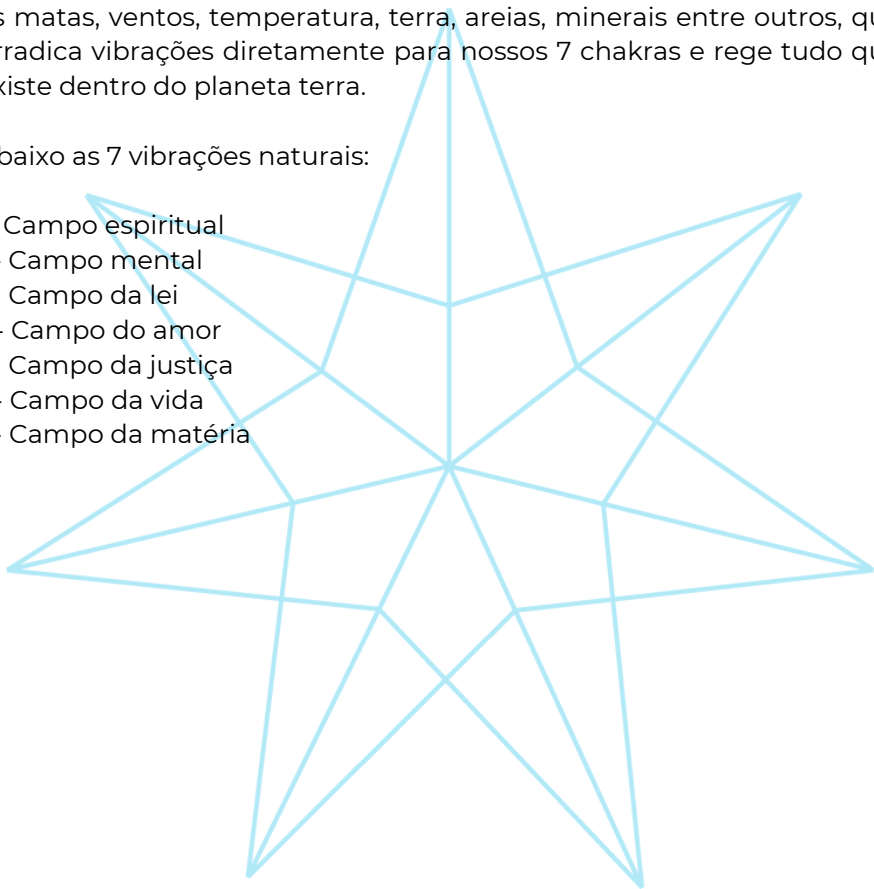 s matas, ventos, temperatura, terra, areias, minerais entre outros, qu
rradica vibrações diretamente para nossos 7 chakras e rege tudo qu
xiste dentro do planeta terra.
baixo as 7 vibrações naturais:
Campo espiritual
- Campo mental
Campo da lei
- Campo do amor
Campo da justiça
- Campo da vida
- Campo da matéria